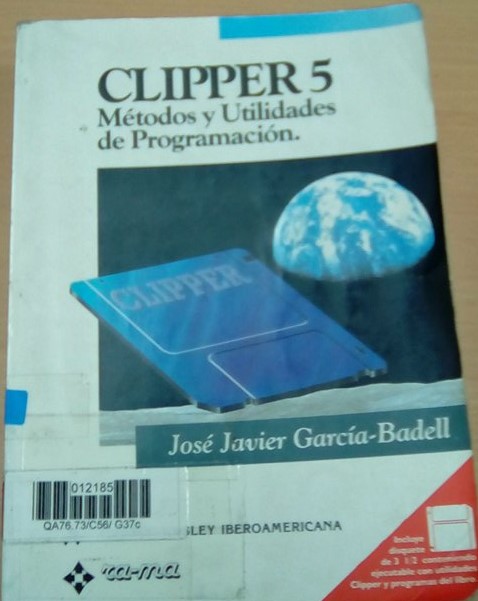 CLIPPER 5
Métodos y Utilidades
de Programación.
CLIPPER
José Javier García-Badell
012185
QA76.73/C56/ G37c
SLEY IBEROAMERICANA
ra-ma
Incluye
disquete
de 3 1/2 conteniendo
ejecutable con utilidades
Clipper y programas del libro.